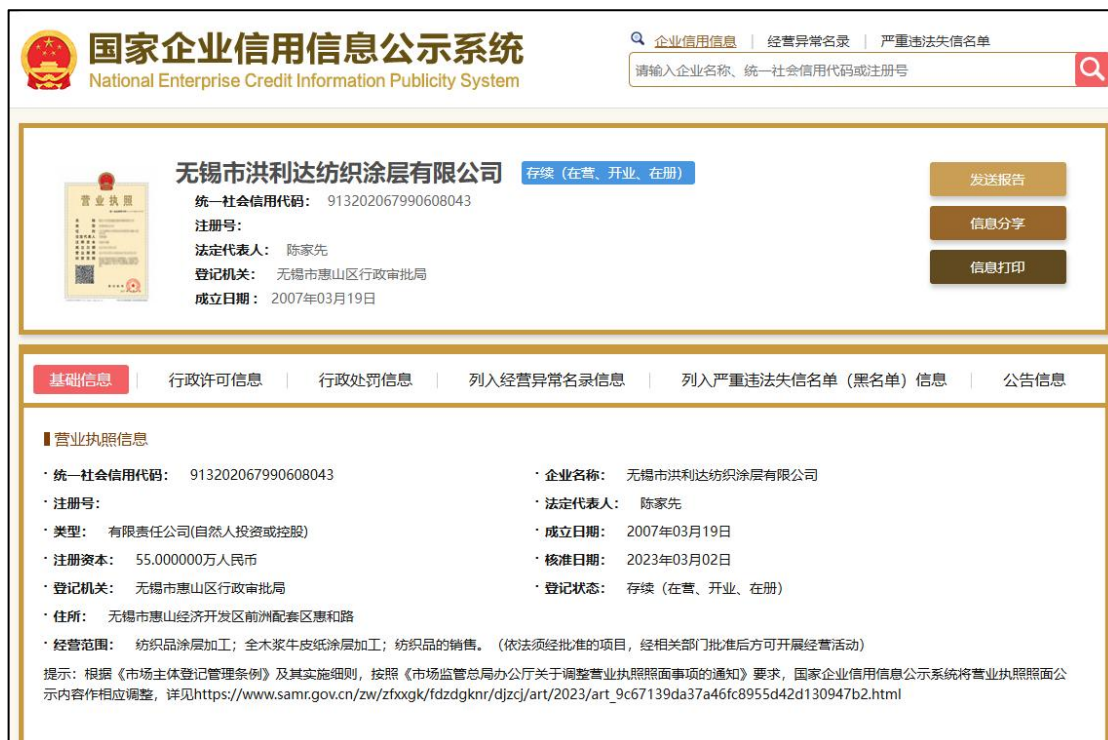 国家企业信用信息公示系统
National Enterprise Credit Information Publicity System
企业信用信息 | 经营异常名录 | 严重违法失信名单
请输入企业名称、统一社会信用代码或注册号
营业执照
无锡市洪利达纺织涂层有限公司 存续（在营、开业、在册）
统一社会信用代码： 913202067990608043
注册号：
法定代表人： 陈家先
登记机关： 无锡市惠山区行政审批局
成立日期： 2007年03月19日
发送报告
信息分享
信息打印
基础信息 | 行政许可信息 | 行政处罚信息 | 列入经营异常名录信息 | 列入严重违法失信名单（黑名单）信息 | 公告信息
营业执照信息
· 统一社会信用代码： 913202067990608043 · 企业名称： 无锡市洪利达纺织涂层有限公司
· 注册号： · 法定代表人： 陈家先
· 类型： 有限责任公司(自然人投资或控股) · 成立日期： 2007年03月19日
· 注册资本： 55.000000万人民币 · 核准日期： 2023年03月02日
· 登记机关： 无锡市惠山区行政审批局 · 登记状态： 存续（在营、开业、在册）
· 住所： 无锡市惠山经济开发区前洲配套区惠和路
· 经营范围： 纺织品涂层加工；全木浆牛皮纸涂层加工；纺织品的销售。（依法须经批准的项目，经相关部门批准后方可开展经营活动）
提示：根据《市场主体登记管理条例》及其实施细则，按照《市场监管总局办公厅关于调整营业执照照面事项的通知》要求，国家企业信用信息公示系统将营业执照照面公
示内容作相应调整，详见https://www.samr.gov.cn/zw/zfxxgk/fdzdgknr/djzcj/art/2023/art_9c67139da37a46fc8955d42d130947b2.html